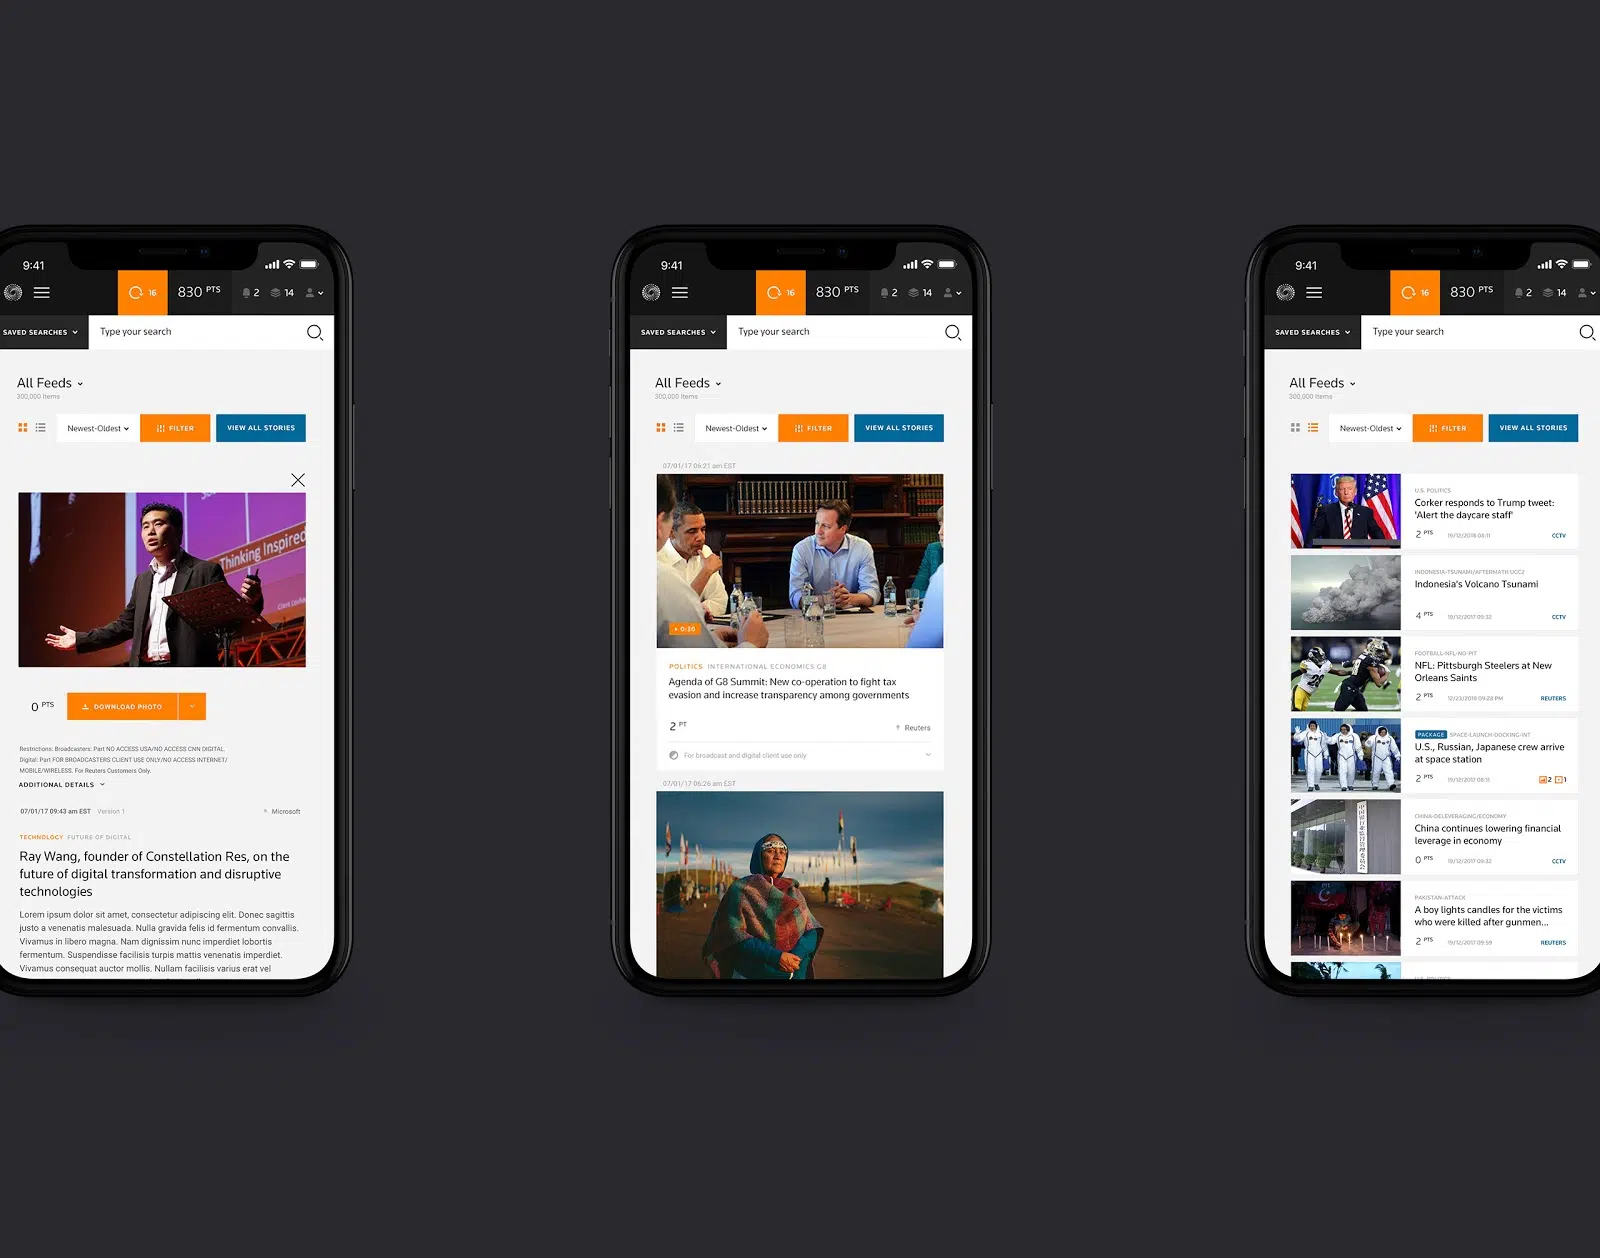 9:41
16
830 PTS
2
14
SAVED SEARCHES
Type your search
All Feeds
300,000 Items
Newest-Oldest
FILTER
VIEW ALL STORIES
Thinking Inspired
0 PTS
DOWNLOAD PHOTO
Restrictions: Broadcasters: Part NO ACCESS USA/NO ACCESS CNN DIGITAL.
Digital: Part FOR BROADCASTERS CLIENT USE ONLY/NO ACCESS INTERNET/
MOBILE/WIRELESS. For Reuters Customers Only.
ADDITIONAL DETAILS
07/01/17 09:43 am EST Version 1
Microsoft
TECHNOLOGY FUTURE OF DIGITAL
Ray Wang, founder of Constellation Res, on the
future of digital transformation and disruptive
technologies
Lorem ipsum dolor sit amet, consectetur adipiscing elit. Donec sagittis
justo a venenatis malesuada. Nulla gravida felis id fermentum convallis.
Vivamus in libero magna. Nam dignissim nunc imperdiet lobortis
fermentum. Suspendisse facilisis turpis mattis venenatis imperdiet.
Vivamus consequat auctor mollis. Nullam facilisis varius erat vel
9:41
16
830 PTS
2
14
SAVED SEARCHES
Type your search
All Feeds
300,000 Items
Newest-Oldest
FILTER
VIEW ALL STORIES
07/01/17 06:21 am EST
0:36
POLITICS INTERNATIONAL ECONOMICS G8
Agenda of G8 Summit: New co-operation to fight tax
evasion and increase transparency among governments
2 PT
Reuters
For broadcast and digital client use only
07/01/17 06:26 am EST
9:41
16
830 PTS
2
14
SAVED SEARCHES
Type your search
All Feeds
300,000 Items
Newest-Oldest
FILTER
VIEW ALL STORIES
U.S. POLITICS
Corker responds to Trump tweet:
'Alert the daycare staff'
2 PTS
19/12/2018 08:11
CCTV
INDONESIA-TSUNAMI/AFTERMATH UGC2
Indonesia's Volcano Tsunami
4 PTS
19/12/2017 09:32
CCTV
FOOTBALL-NFL-NO-PIT
NFL: Pittsburgh Steelers at New
Orleans Saints
2 PTS
12/23/2018 09:28 PM
REUTERS
PACKAGE SPACE-LAUNCH-DOCKING-INT
U.S., Russian, Japanese crew arrive
at space station
2 PTS
19/12/2017 08:11
2
1
CHINA-DELEVERAGING/ECONOMY
China continues lowering financial
leverage in economy
0 PTS
19/12/2017 09:32
CCTV
PAKISTAN-ATTACK
A boy lights candles for the victims
who were killed after gunmen...
2 PTS
19/12/2017 09:59
REUTERS
U.S. POLITICS